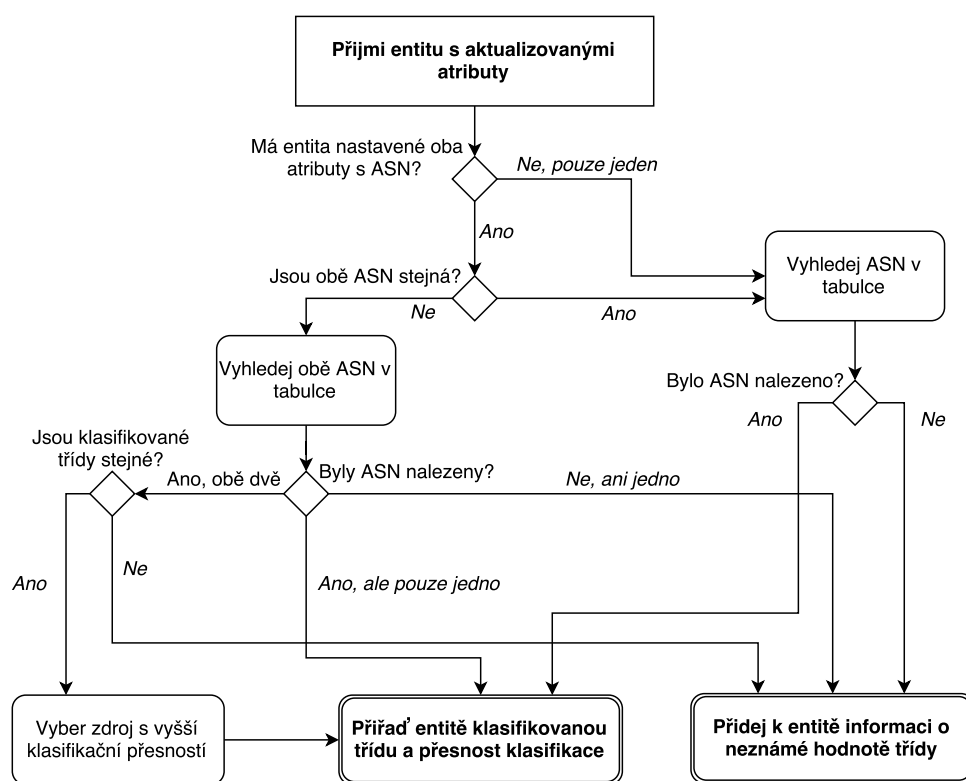 Přijmi entitu s aktualizovanými
atributy
Má entita nastavené oba
atributy s ASN?
Ne, pouze jeden
Ano
Jsou obě ASN stejná?
Ne
Ano
Vyhledej ASN v
tabulce
Vyhledej obě ASN v
tabulce
Bylo ASN nalezeno?
Ano
Ne
Jsou klasifikované
třídy stejné?
Ano, obě dvě
Byly ASN nalezeny?
Ne, ani jedno
Ano
Ne
Ano, ale pouze jedno
Vyber zdroj s vyšší
klasifikační přesností
Přiřaď entitě klasifikovanou
třídu a přesnost klasifikace
Přidej k entitě informaci o
neznámé hodnotě třídy